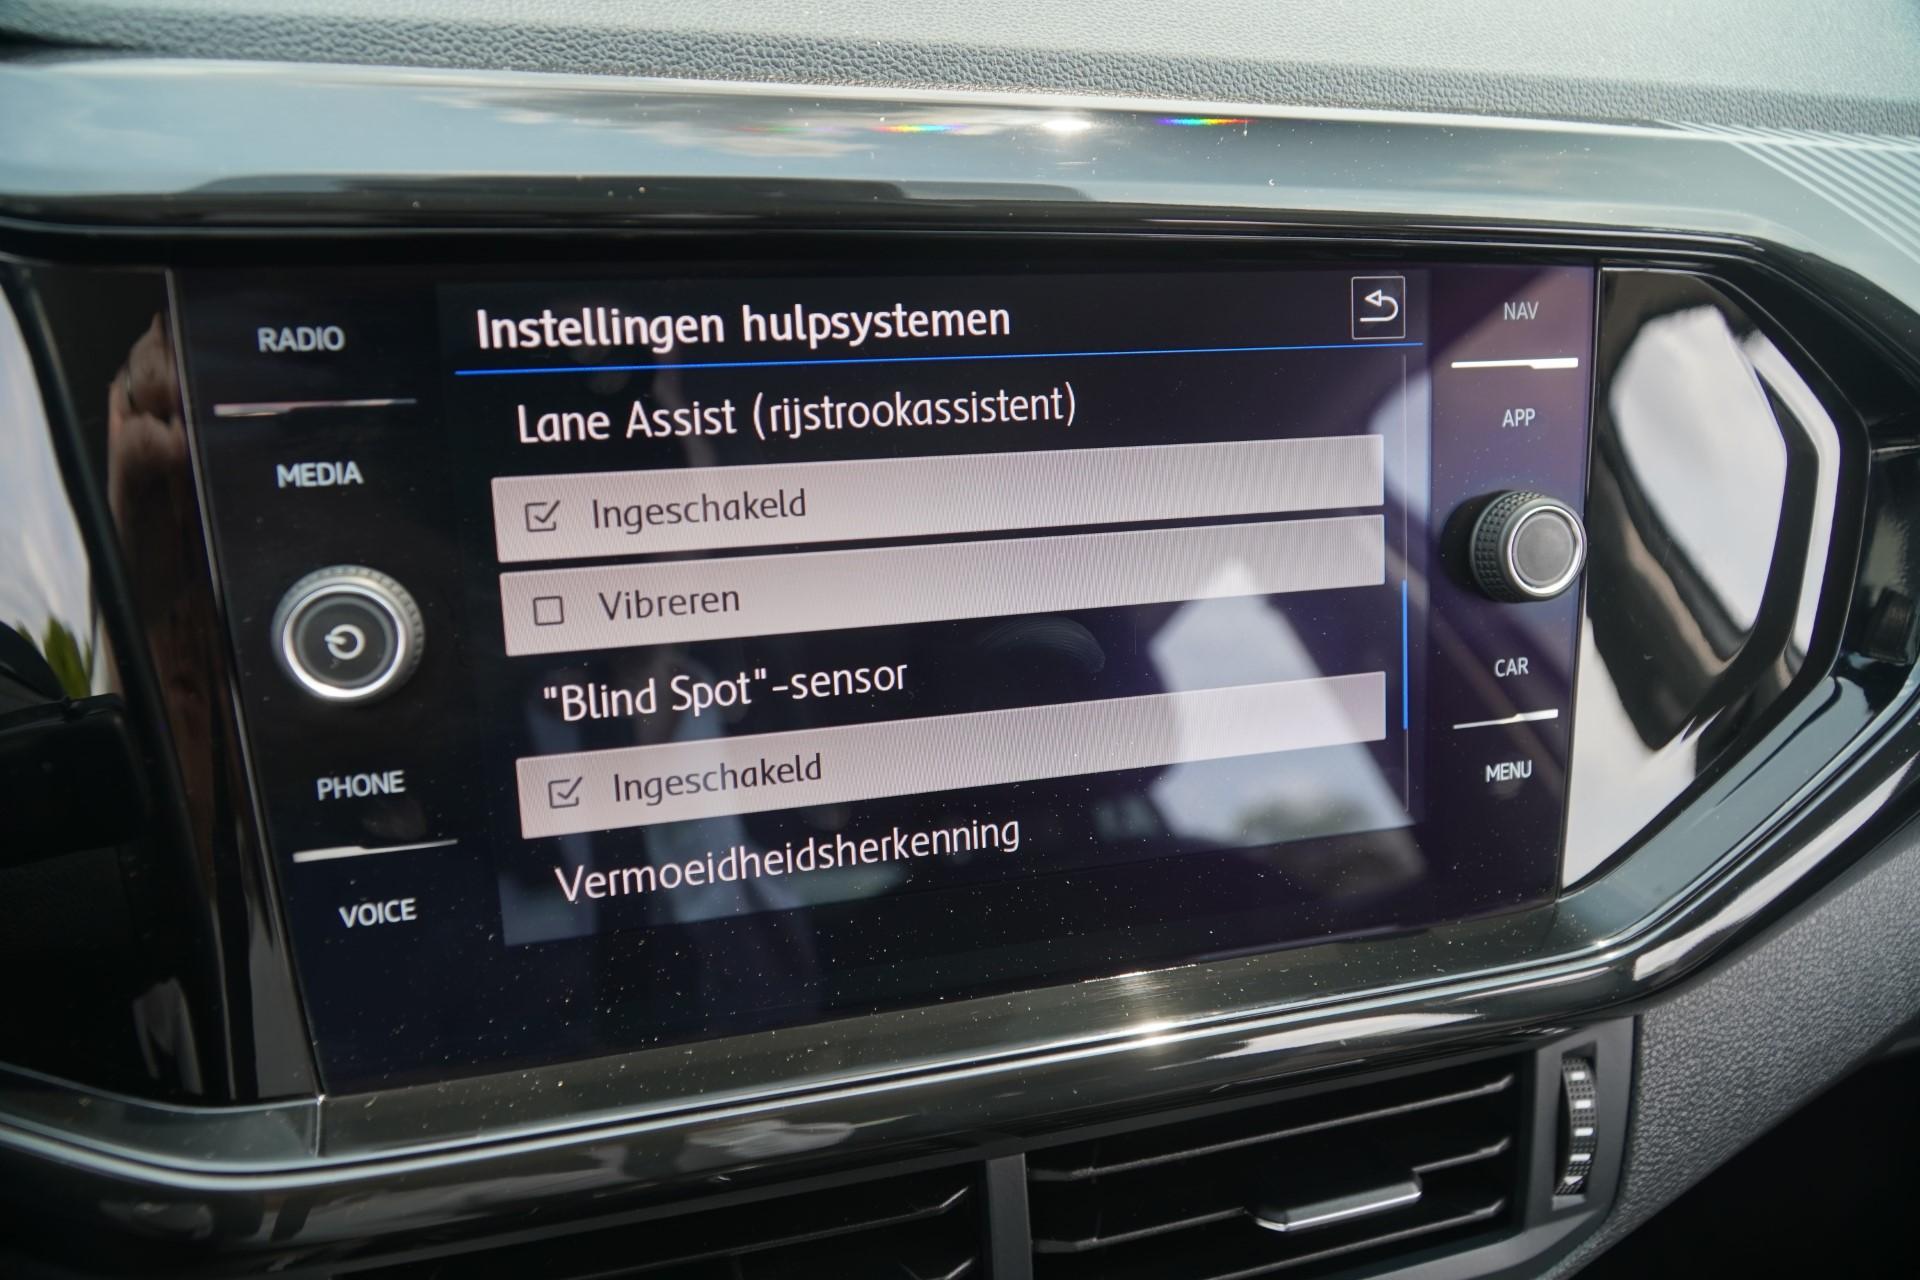 Instellingen hulpsystemen
Lane Assist (rijstrookassistent)
Ingeschakeld
Vibreren
"Blind Spot"-sensor
Ingeschakeld
Vermoeidheidsherkenning
RADIO
MEDIA
PHONE
VOICE
NAV
APP
CAR
MENU